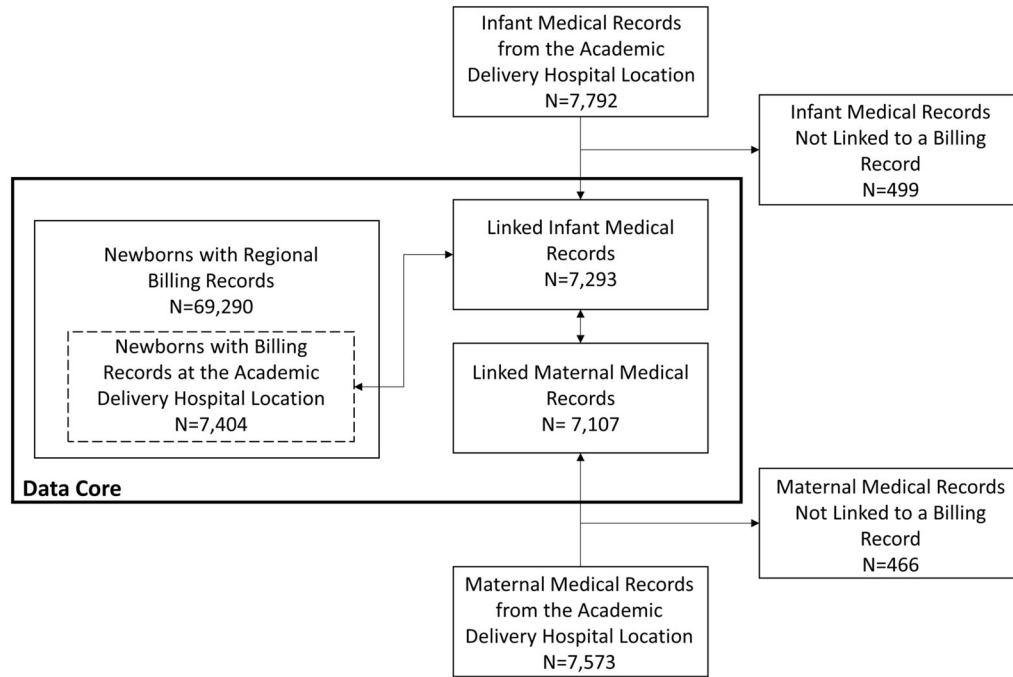 Infant Medical Records
from the Academic
Delivery Hospital Location
N=7,792
Infant Medical Records
Not Linked to a Billing
Record
N=499
Linked Infant Medical
Records
N=7,293
Newborns with Regional
Billing Records
N=69,290
Newborns with Billing
Records at the Academic
Delivery Hospital Location
N=7,404
Linked Maternal Medical
Records
N= 7,107
Data Core
Maternal Medical Records
Not Linked to a Billing
Record
N=466
Maternal Medical Records
from the Academic
Delivery Hospital Location
N=7,573